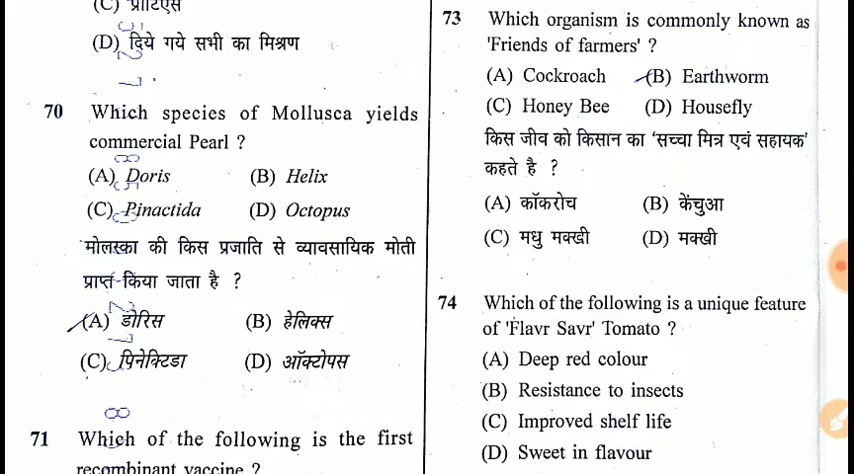 (C) प्रोटिएस
(D) दिये गये सभी का मिश्रण
70 Which species of Mollusca yields
commercial Pearl ?
(A) Doris (B) Helix
(C) Pinactida (D) Octopus
मोलस्का की किस प्रजाति से व्यावसायिक मोती
प्राप्त किया जाता है ?
(A) डोरिस (B) हेलिक्स
(C) पिनेक्टिडा (D) ऑक्टोपस
71 Which of the following is the first
recombinant vaccine ?
73 Which organism is commonly known as
'Friends of farmers' ?
(A) Cockroach (B) Earthworm
(C) Honey Bee (D) Housefly
किस जीव को किसान का ‘सच्चा मित्र एवं सहायक’
कहते है ?
(A) कॉकरोच (B) केंचुआ
(C) मधु मक्खी (D) मक्खी
74 Which of the following is a unique feature
of 'Flavr Savr' Tomato ?
(A) Deep red colour
(B) Resistance to insects
(C) Improved shelf life
(D) Sweet in flavour